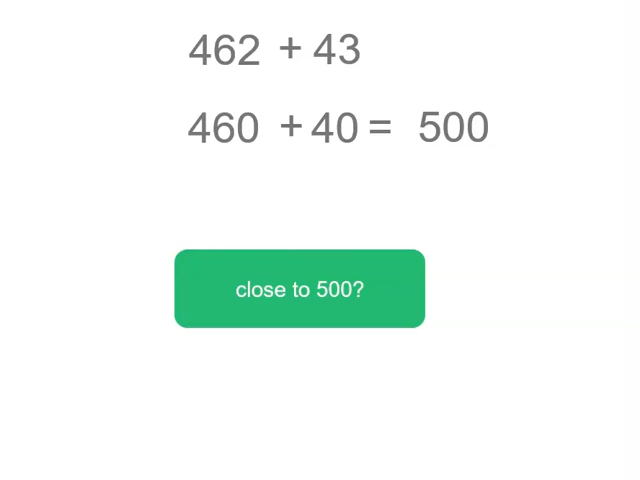 462 + 43
460 + 40 = 500
close to 500?